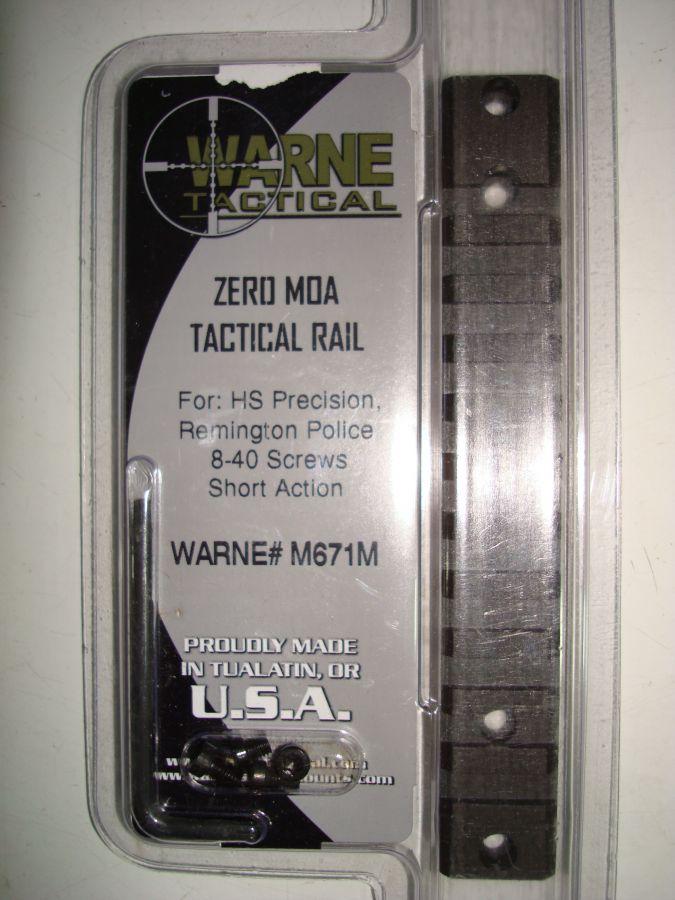 WARNE
TACTICAL
ZERO MOA
TACTICAL RAIL
For: HS Precision,
Remington Police
8-40 Screws
Short Action
WARNE# M671M
PROUDLY MADE
IN TUALATIN, OR
U.S.A.